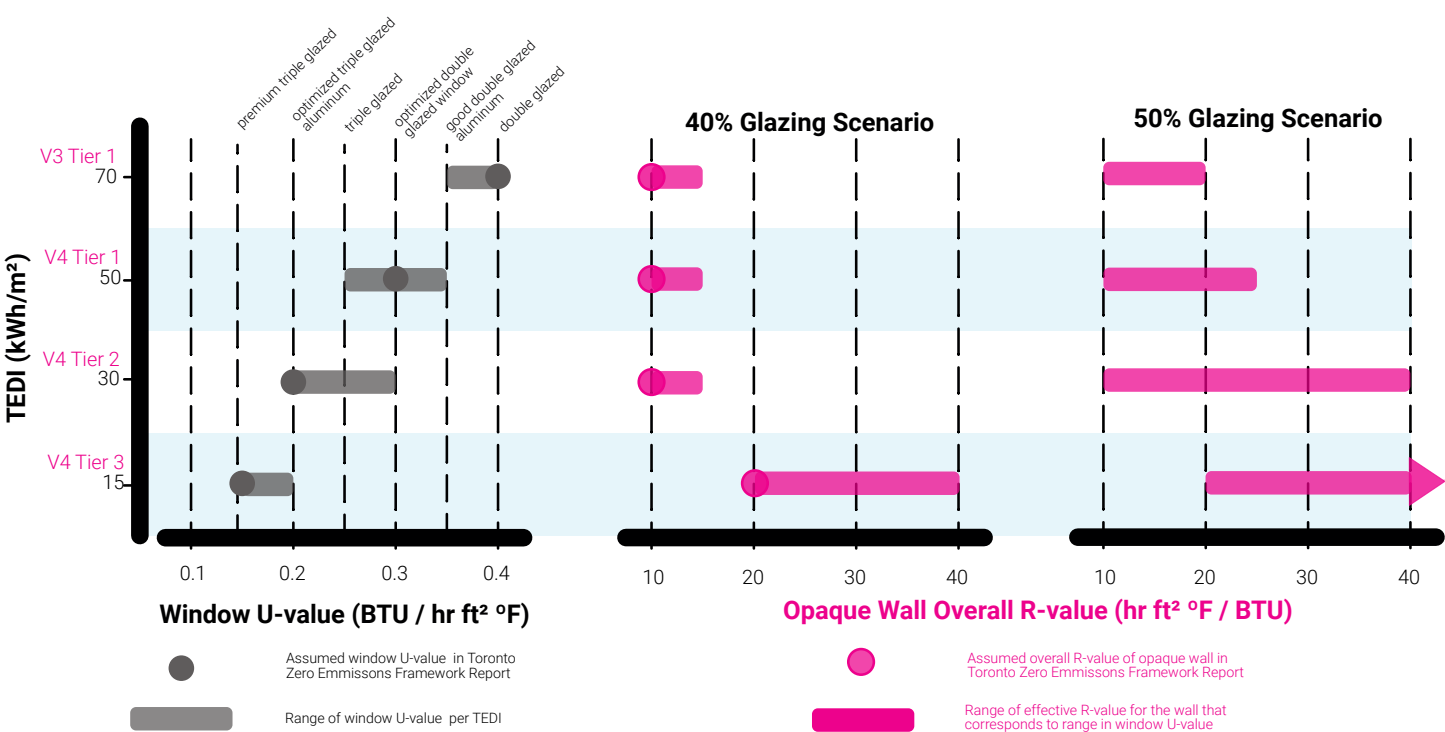 premium triple glazed
optimized triple glazed
aluminum
triple glazed
optimized double
glazed window
good double glazed
aluminum
double glazed
40% Glazing Scenario
50% Glazing Scenario
TEDI (kWh/m²)
V3 Tier 1
70
V4 Tier 1
50
V4 Tier 2
30
V4 Tier 3
15
0.1 0.2 0.3 0.4
10 20 30 40
10 20 30 40
Window U-value (BTU / hr ft² ºF)
Opaque Wall Overall R-value (hr ft² ºF / BTU)
Assumed window U-value in Toronto
Zero Emmissons Framework Report
Range of window U-value per TEDI
Assumed overall R-value of opaque wall in
Toronto Zero Emmissons Framework Report
Range of effective R-value for the wall that
corresponds to range in window U-value